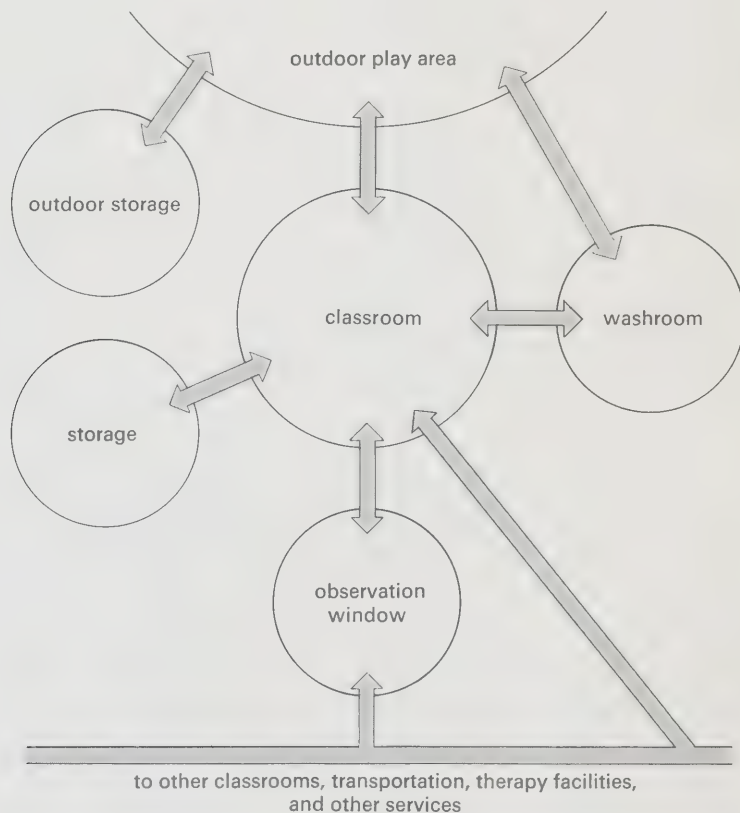 outdoor play area
outdoor storage
classroom
washroom
storage
observation
window
to other classrooms, transportation, therapy facilities,
and other services